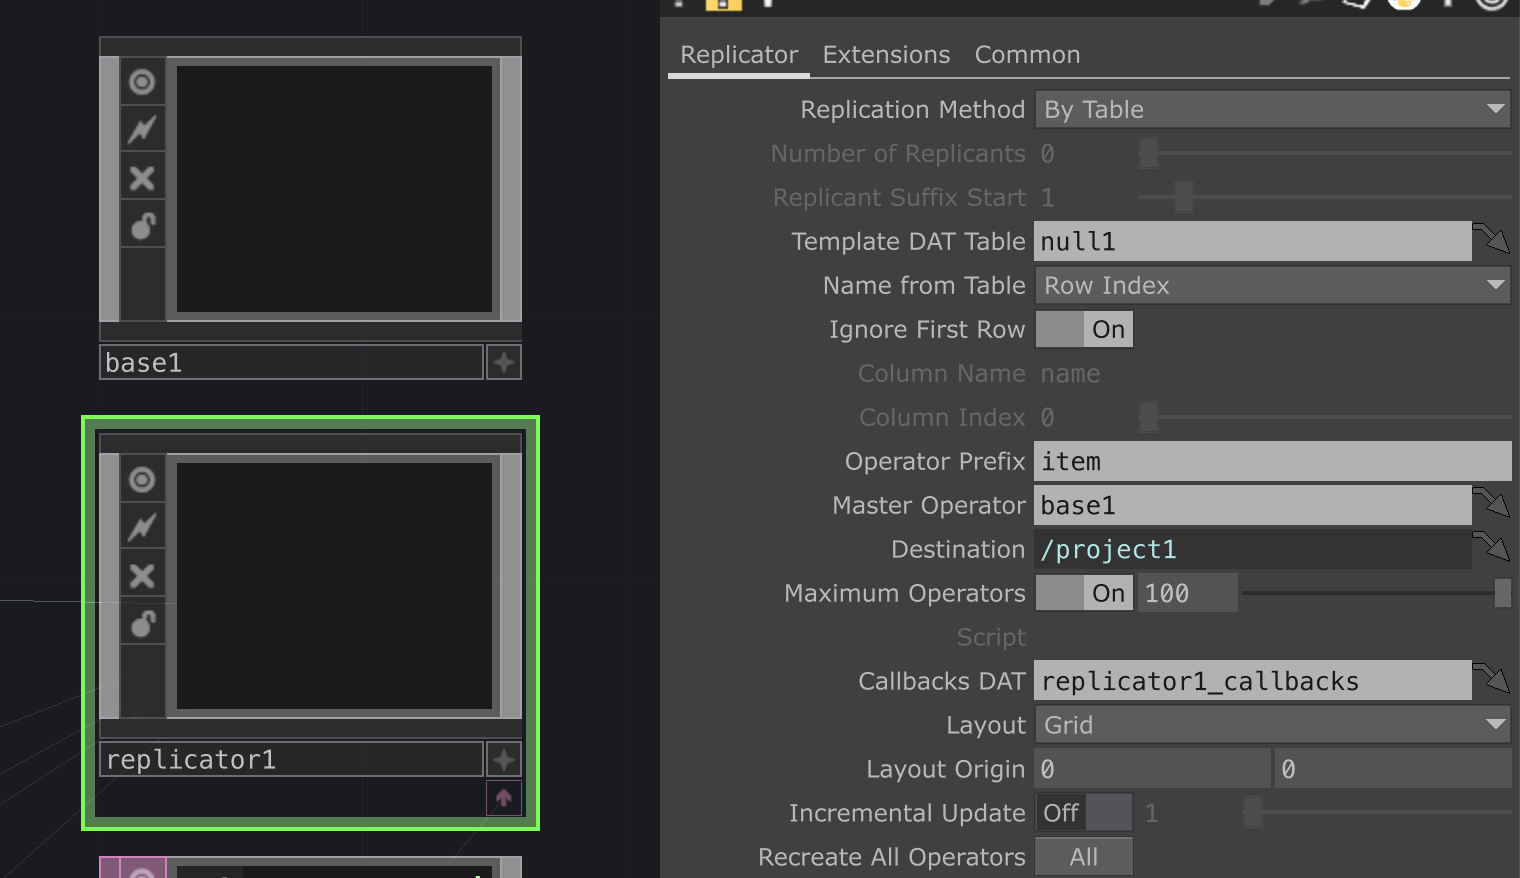 base1
replicator1
Replicator Extensions Common
Replication Method By Table
Number of Replicants 0
Replicant Suffix Start 1
Template DAT Table null1
Name from Table Row Index
Ignore First Row On
Column Name name
Column Index 0
Operator Prefix item
Master Operator base1
Destination /project1
Maximum Operators On 100
Script
Callbacks DAT replicator1_callbacks
Layout Grid
Layout Origin 0 0
Incremental Update Off 1
Recreate All Operators All